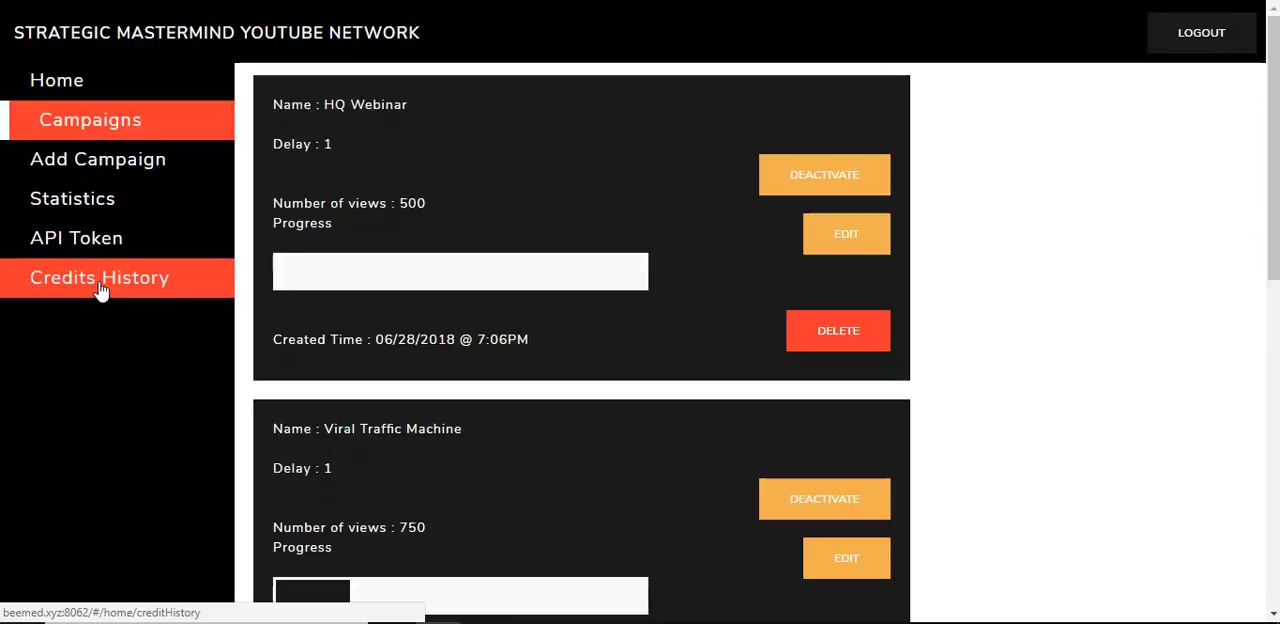 STRATEGIC MASTERMIND YOUTUBE NETWORK
LOGOUT
Home
Campaigns
Add Campaign
Statistics
API Token
Credits History
Name : HQ Webinar
Delay : 1
DEACTIVATE
Number of views : 500
Progress
EDIT
Created Time : 06/28/2018 @ 7:06PM
DELETE
Name : Viral Traffic Machine
Delay : 1
DEACTIVATE
Number of views : 750
Progress
EDIT
beemed.xyz:8062/#/home/creditHistory